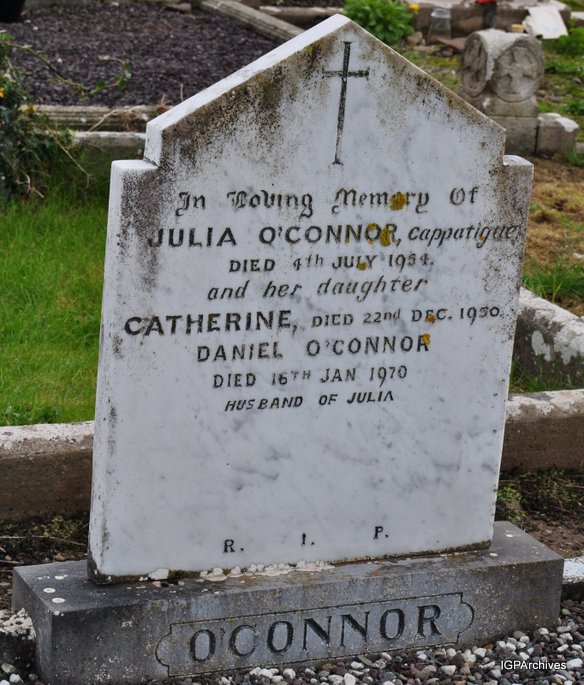 In Loving Memory Of
JULIA O'CONNOR, Cappatigue
DIED 4th JULY 1954.
and her daughter
CATHERINE, DIED 22nd DEC. 1950.
DANIEL O'CONNOR
DIED 16TH JAN 1970
HUSBAND OF JULIA
R. I. P.
O'CONNOR
IGPArchives